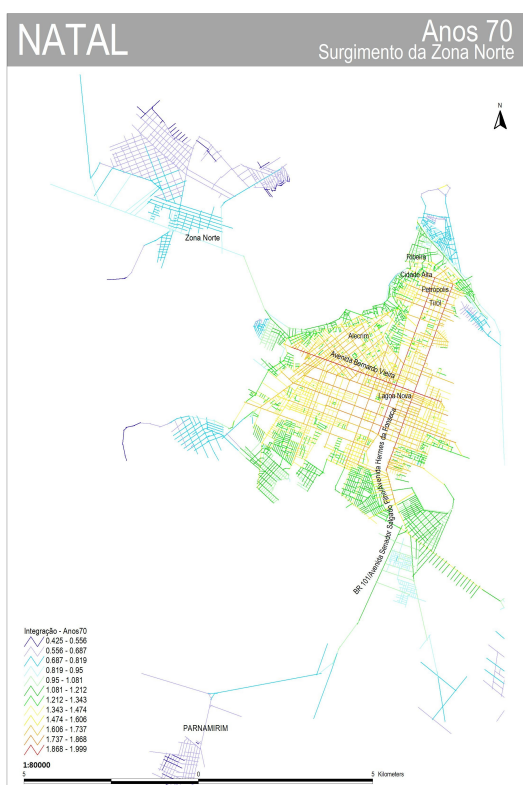 NATAL
Anos 70
Surgimento da Zona Norte
N
Zona Norte
Ribeira
Cidade Alta
Petropolis
Tirol
Alecrim
Avenida Bernardo Vieira
Lagoa Nova
BR 101/Avenida Senador Salgado Filho/Avenida Hermes da Fonseca
PARNAMIRIM
Integração - Anos70
0.425 - 0.556
0.556 - 0.687
0.687 - 0.819
0.819 - 0.95
0.95 - 1.081
1.081 - 1.212
1.212 - 1.343
1.343 - 1.474
1.474 - 1.606
1.606 - 1.737
1.737 - 1.868
1.868 - 1.999
1:80000
5 0 5 Kilometers